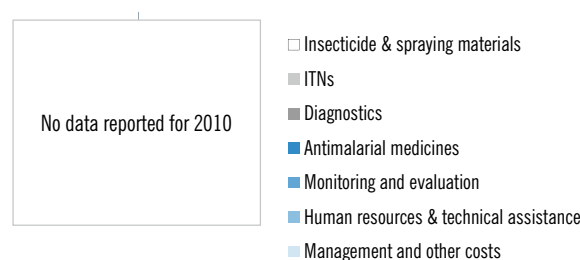 No data reported for 2010
Insecticide & spraying materials
ITNs
Diagnostics
Antimalarial medicines
Monitoring and evaluation
Human resources & technical assistance
Management and other costs